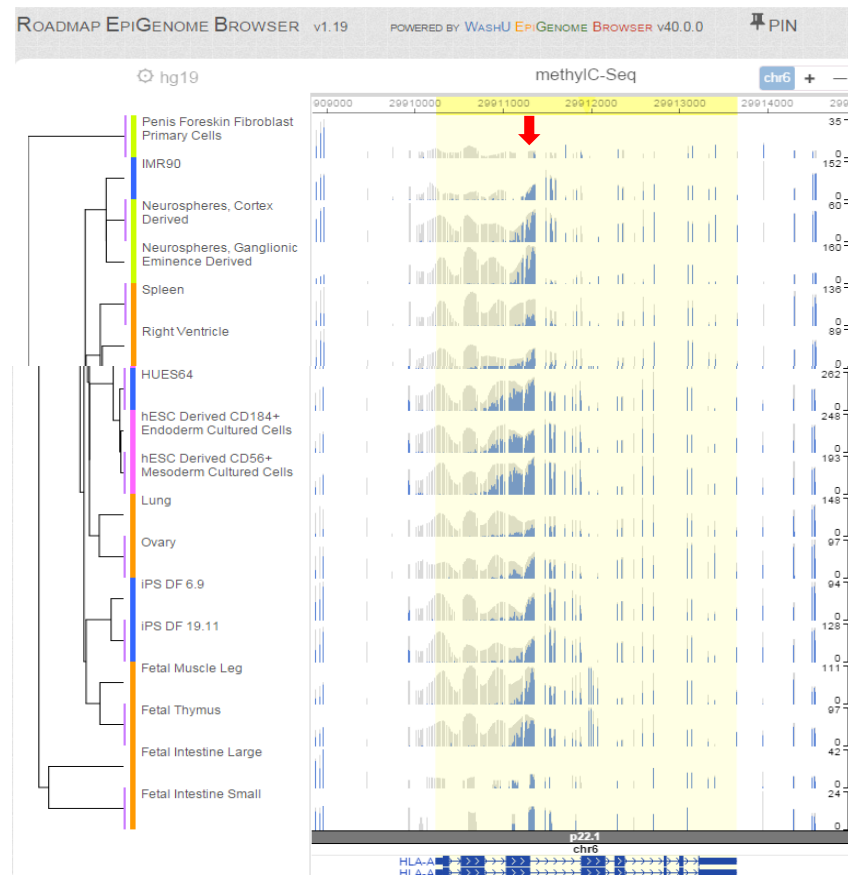 ROADMAP EPIGENOME BROWSER v1.19 POWERED BY WASHU EPIGENOME BROWSER v40.0.0 PIN
hg19 methylC-Seq chr6 + —
909000 29910000 29911000 29912000 29913000 29914000 299
Penis Foreskin Fibroblast
Primary Cells
35
0
IMR90
152
0
Neurospheres, Cortex
Derived
60
0
Neurospheres, Ganglionic
Eminence Derived
160
0
Spleen
136
0
Right Ventricle
89
0
HUES64
262
0
hESC Derived CD184+
Endoderm Cultured Cells
248
0
hESC Derived CD56+
Mesoderm Cultured Cells
193
0
Lung
148
0
Ovary
97
0
iPS DF 6.9
94
0
iPS DF 19.11
128
0
Fetal Muscle Leg
111
0
Fetal Thymus
97
0
Fetal Intestine Large
42
0
Fetal Intestine Small
24
0
p22.1
chr6
HLA-A
HLA-A